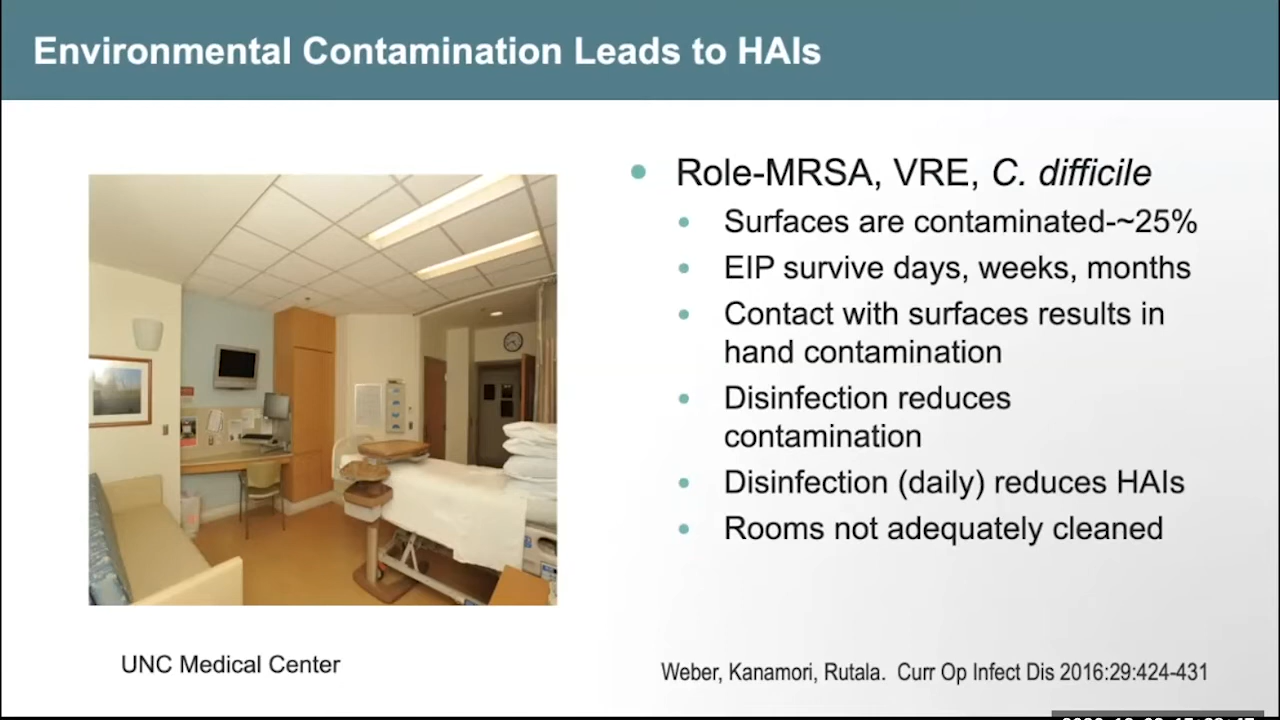 Environmental Contamination Leads to HAIs
Role-MRSA, VRE, C. difficile
Surfaces are contaminated-~25%
EIP survive days, weeks, months
Contact with surfaces results in
hand contamination
Disinfection reduces
contamination
Disinfection (daily) reduces HAIs
Rooms not adequately cleaned
UNC Medical Center
Weber, Kanamori, Rutala. Curr Op Infect Dis 2016:29:424-431